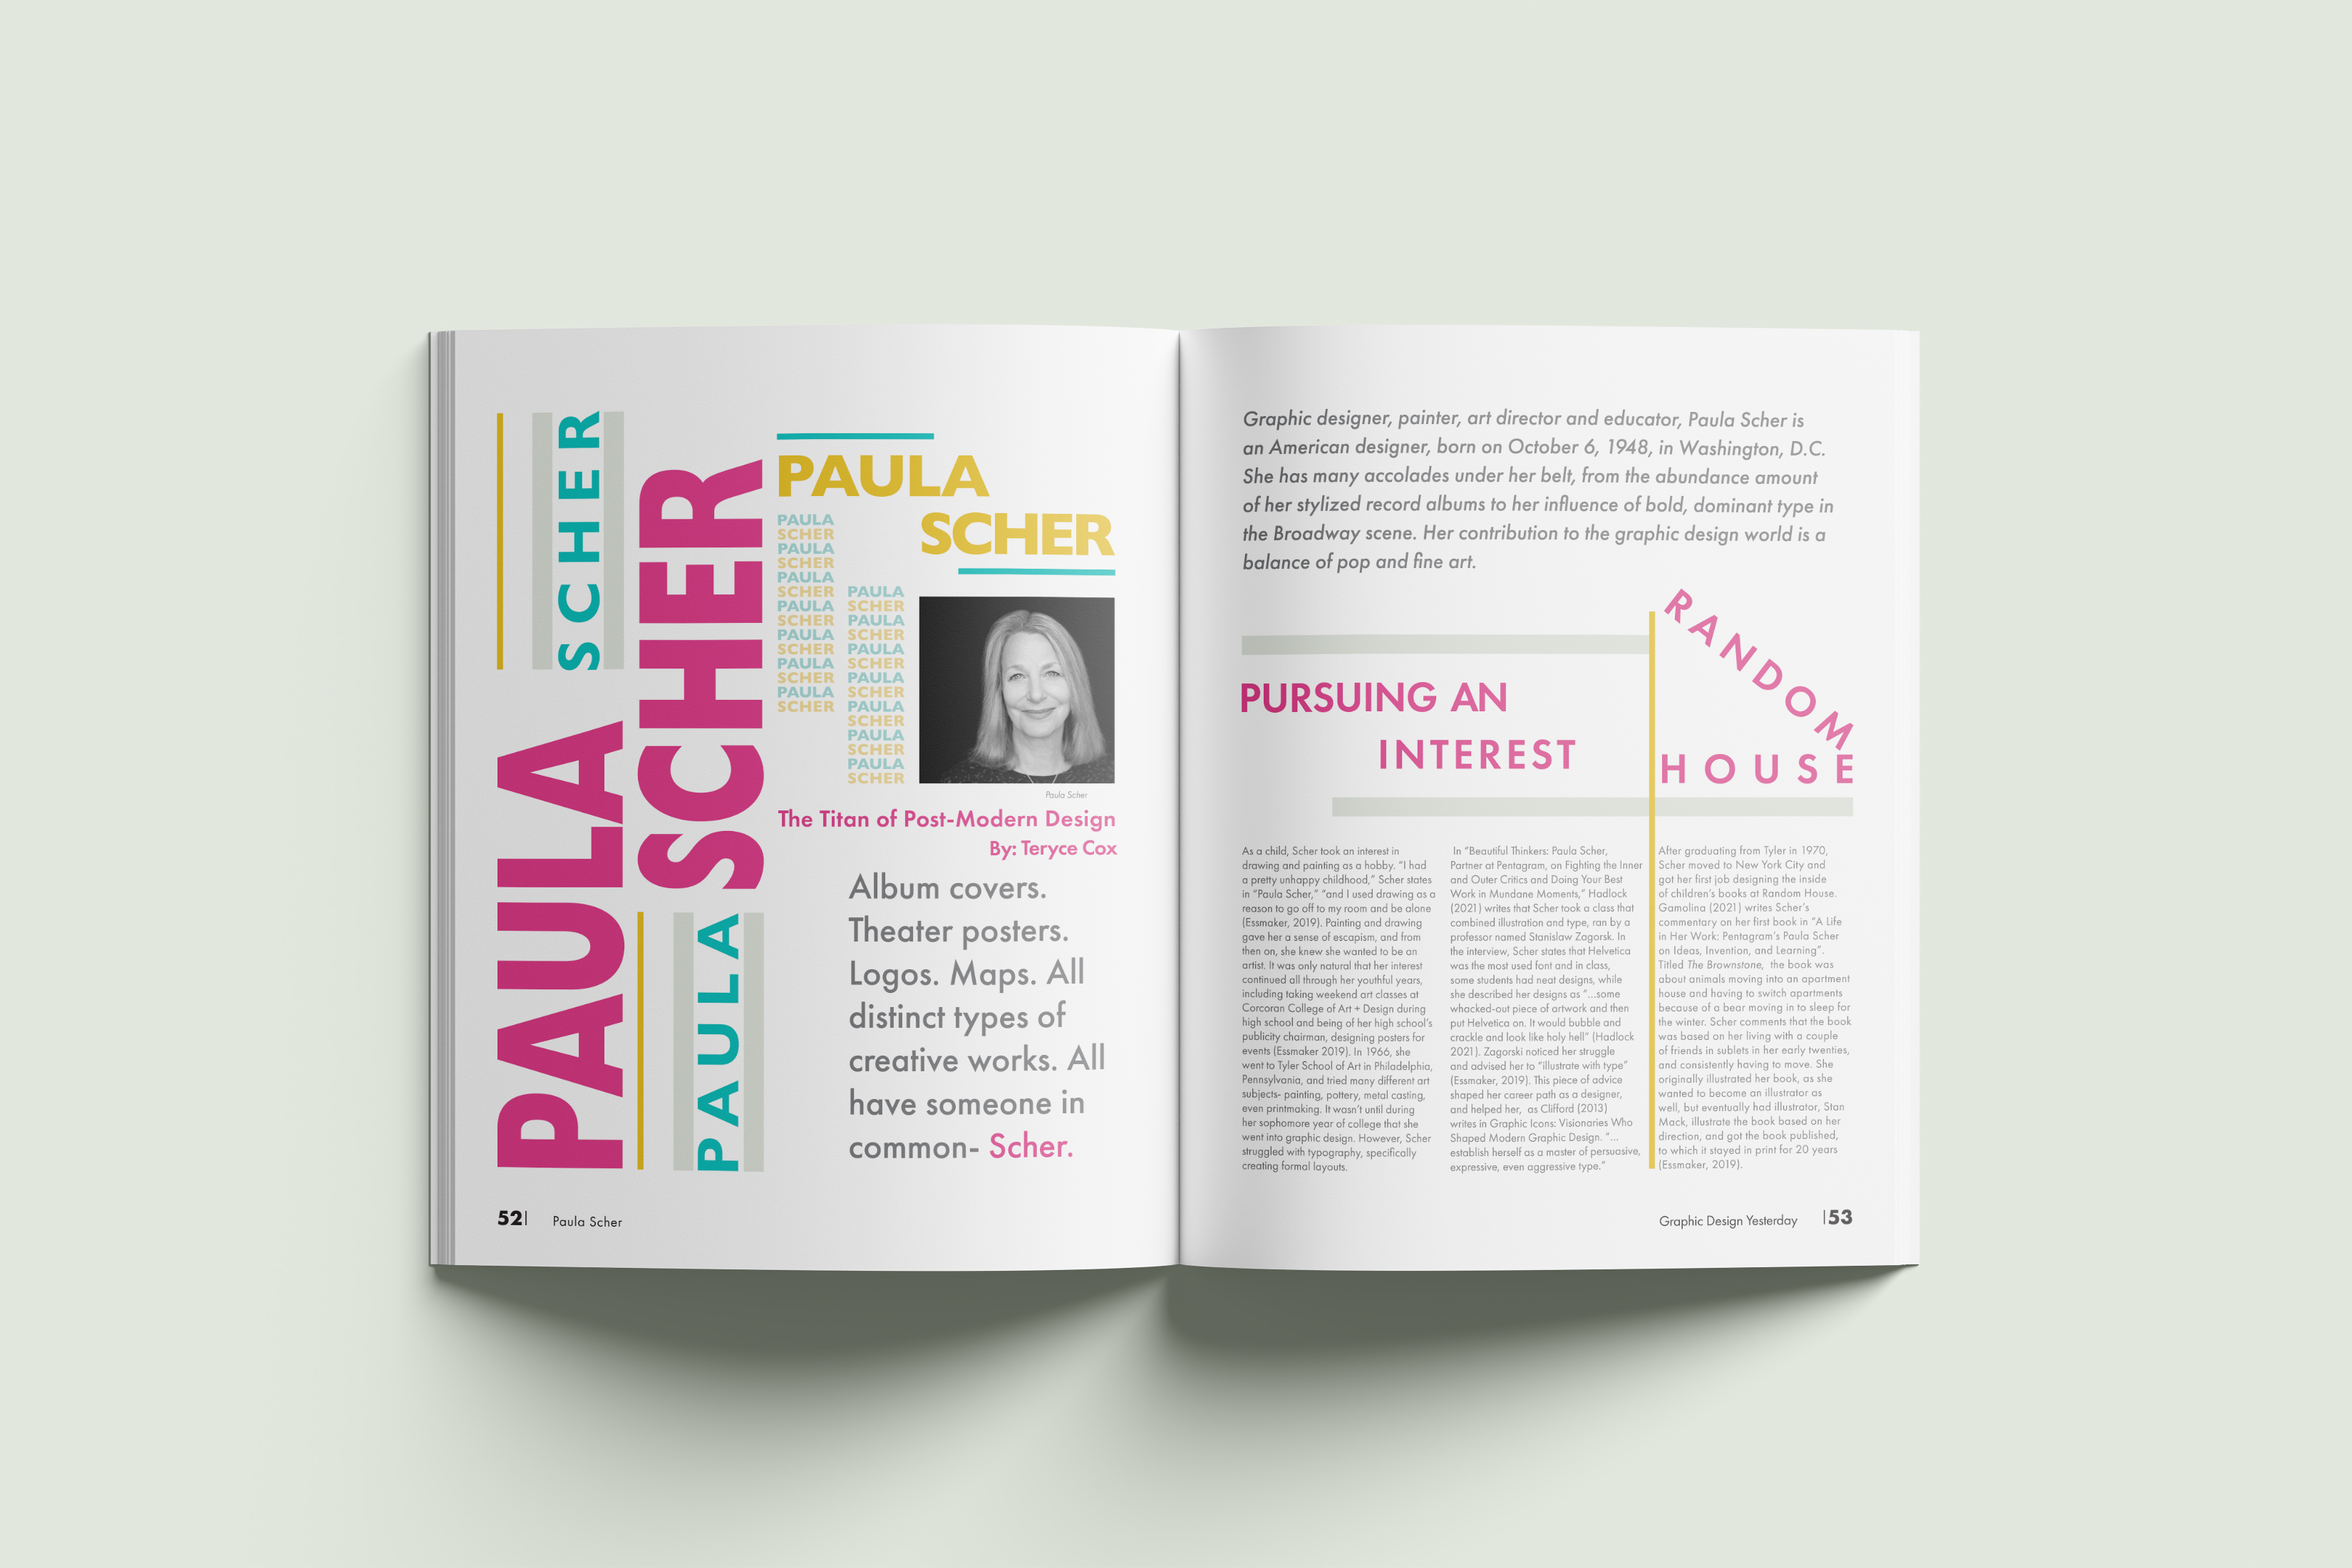 SCHER
PAULA
SCHER
PAULA
PAULA
SCHER
PAULA
SCHER
PAULA
SCHER
PAULA
SCHER
PAULA
SCHER
PAULA
SCHER
PAULA
SCHER
PAULA
SCHER
PAULA
SCHER
PAULA
SCHER
PAULA
SCHER
PAULA
SCHER
PAULA
SCHER
PAULA
SCHER
PAULA
SCHER
Paula Scher
The Titan of Post-Modern Design
By: Teryce Cox
Album covers.
Theater posters.
Logos. Maps. All
distinct types of
creative works. All
have someone in
common- Scher.
52|
Paula Scher
Graphic designer, painter, art director and educator, Paula Scher is
an American designer, born on October 6, 1948, in Washington, D.C.
She has many accolades under her belt, from the abundance amount
of her stylized record albums to her influence of bold, dominant type in
the Broadway scene. Her contribution to the graphic design world is a
balance of pop and fine art.
PURSUING AN
INTEREST
As a child, Scher took an interest in
drawing and painting as a hobby. “I had
a pretty unhappy childhood,” Scher states
in “Paula Scher,” “and I used drawing as a
reason to go off to my room and be alone
(Essmaker, 2019). Painting and drawing
gave her a sense of escapism, and from
then on, she knew she wanted to be an
artist. It was only natural that her interest
continued all through her youthful years,
including taking weekend art classes at
Corcoran College of Art + Design during
high school and being of her high school’s
publicity chairman, designing posters for
events (Essmaker 2019). In 1966, she
went to Tyler School of Art in Philadelphia,
Pennsylvania, and tried many different art
subjects- painting, pottery, metal casting,
even printmaking. It wasn’t until during
her sophomore year of college that she
went into graphic design. However, Scher
struggled with typography, specifically
creating formal layouts.
In “Beautiful Thinkers: Paula Scher,
Partner at Pentagram, on Fighting the Inner
and Outer Critics and Doing Your Best
Work in Mundane Moments,” Hadlock
(2021) writes that Scher took a class that
combined illustration and type, ran by a
professor named Stanislaw Zagorsk. In
the interview, Scher states that Helvetica
was the most used font and in class,
some students had neat designs, while
she described her designs as “...some
whacked-out piece of artwork and then
put Helvetica on. It would bubble and
crackle and look like holy hell” (Hadlock
2021). Zagorski noticed her struggle
and advised her to “illustrate with type”
(Essmaker, 2019). This piece of advice
shaped her career path as a designer,
and helped her, as Clifford (2013)
writes in Graphic Icons: Visionaries Who
Shaped Modern Graphic Design. “...
establish herself as a master of persuasive,
expressive, even aggressive type.”
RANDOM
HOUSE
After graduating from Tyler in 1970,
Scher moved to New York City and
got her first job designing the inside
of children’s books at Random House.
Gamolina (2021) writes Scher’s
commentary on her first book in “A Life
in Her Work: Pentagram’s Paula Scher
on Ideas, Invention, and Learning”.
Titled The Brownstone, the book was
about animals moving into an apartment
house and having to switch apartments
because of a bear moving in to sleep for
the winter. Scher comments that the book
was based on her living with a couple
of friends in sublets in her early twenties,
and consistently having to move. She
originally illustrated her book, as she
wanted to become an illustrator as
well, but eventually had illustrator, Stan
Mack, illustrate the book based on her
direction, and got the book published,
to which it stayed in print for 20 years
(Essmaker, 2019).
Graphic Design Yesterday
|53